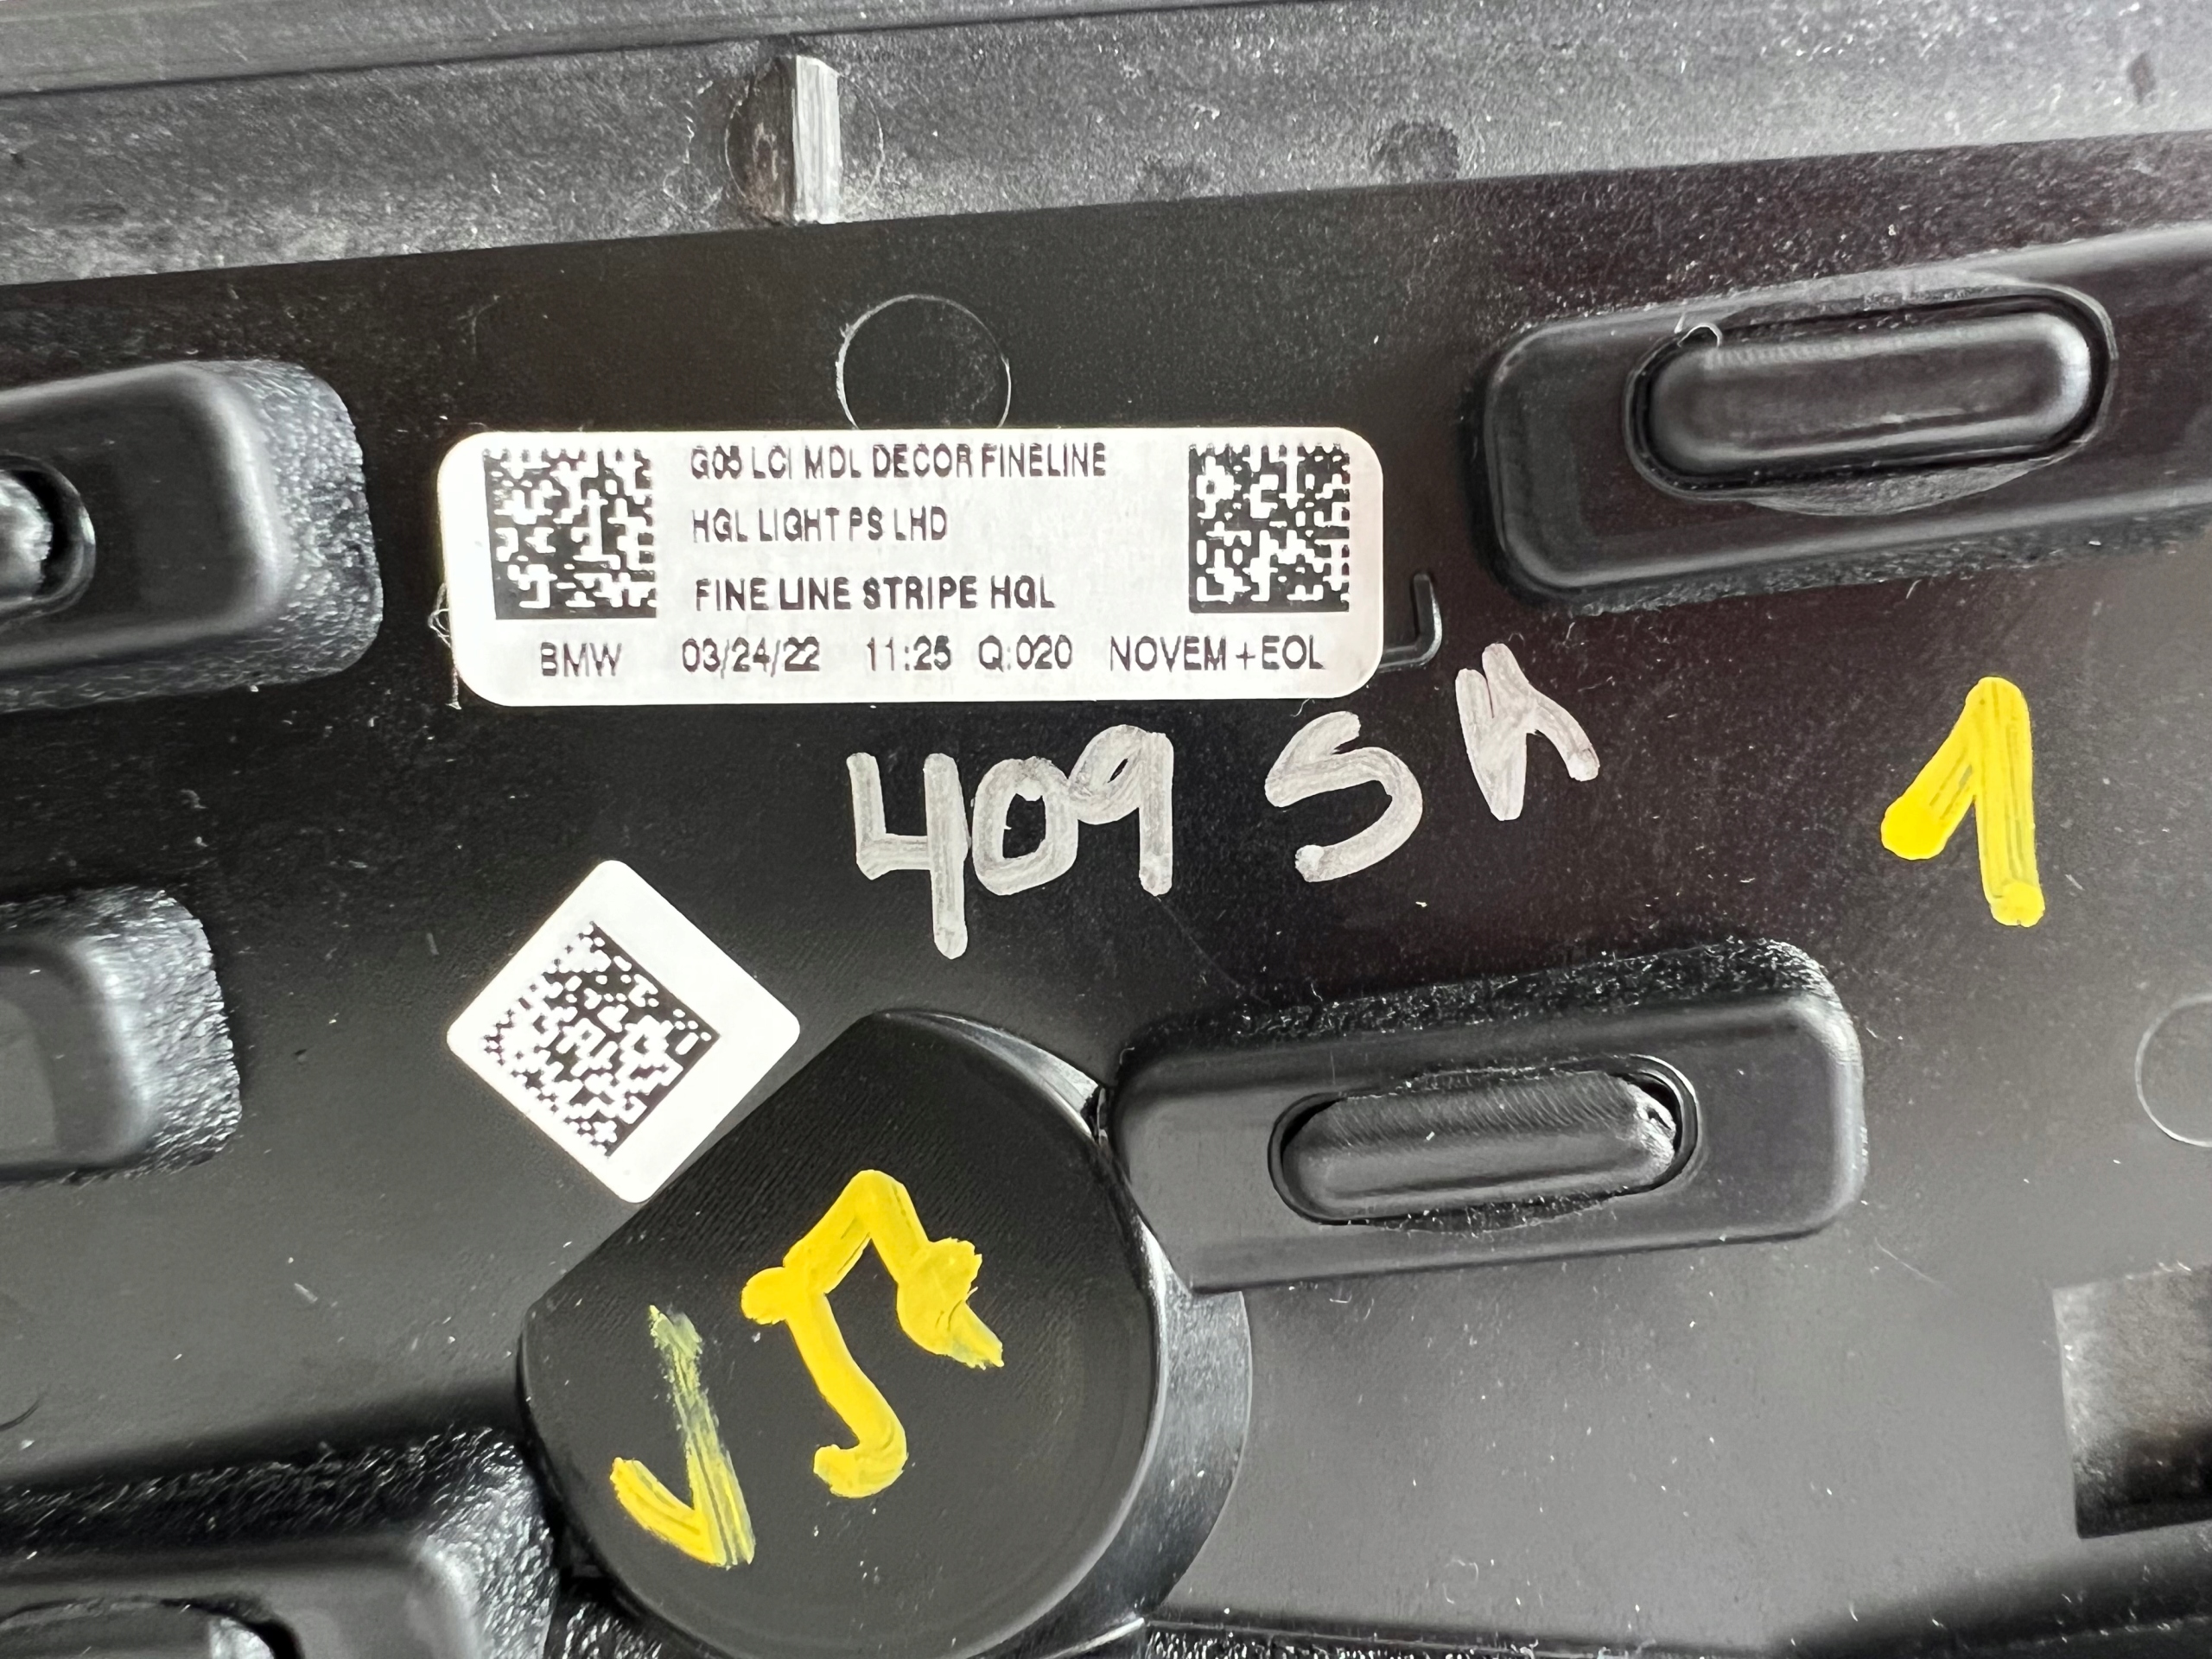 G05 LCI MDL DECOR FINELINE
HGL LIGHT PS LHD
FINE LINE STRIPE HGL
BMW 03/24/22 11:25 Q:020 NOVEM +EOL
409 S
1